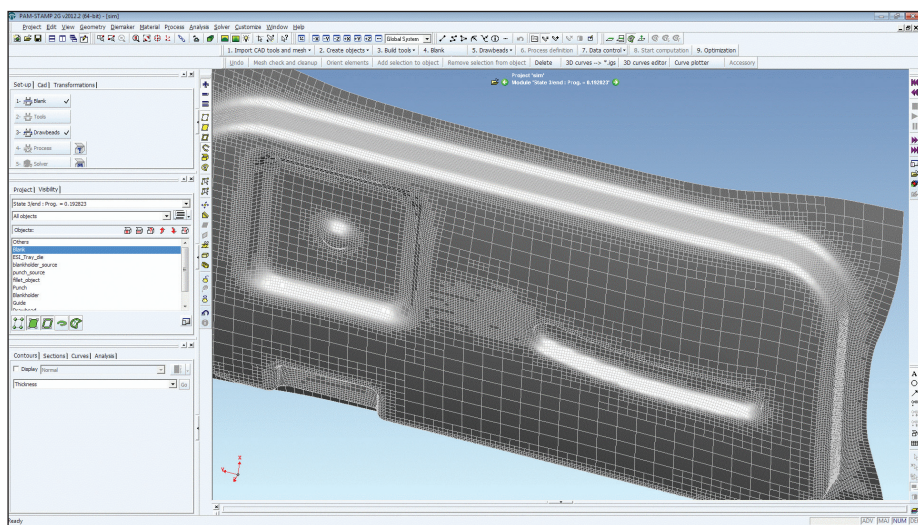 PAM-STAMP 2G v2012.2 (64-bit) - [sim]
Project Edit View Geometry Diemaker Material Process Analysis Solver Customize Window Help
Global System
1. Import CAD tools and mesh 2. Create objects 3. Build tools 4. Blank 5. Drawbeads 6. Process definition 7. Data control 8. Start computation 9. Optimization
Undo Mesh check and cleanup Orient elements Add selection to object Remove selection from object Delete 3D curves --> *.igs 3D curves editor Curve plotter Accessory
Project "sim"
Module "State 3/end : Prog. = 0.192823"
Set-up Cad Transformations
1- Blank
2- Tools
3- Drawbeads
4- Process
5- Solver
Project Visibility
State 3/end : Prog. = 0.192823
All objects
Objects:
Others
Blank
ESI_Tray_die
blankholder_source
punch_source
fillet_object
Punch
Blankholder
Guide
Drawbead
Contours Sections Curves Analysis
Display Normal
Thickness Go
X
Y
Z
Ready
ADV MAI NUM